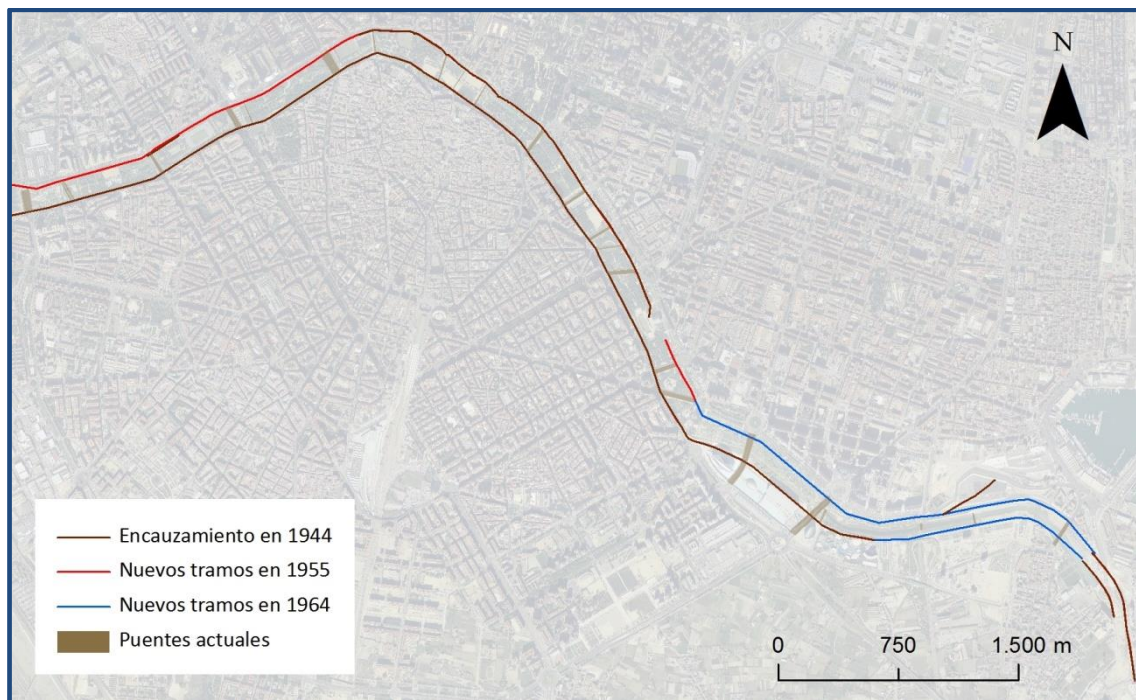 N
Encauzamiento en 1944
Nuevos tramos en 1955
Nuevos tramos en 1964
Puentes actuales
0 750 1.500 m